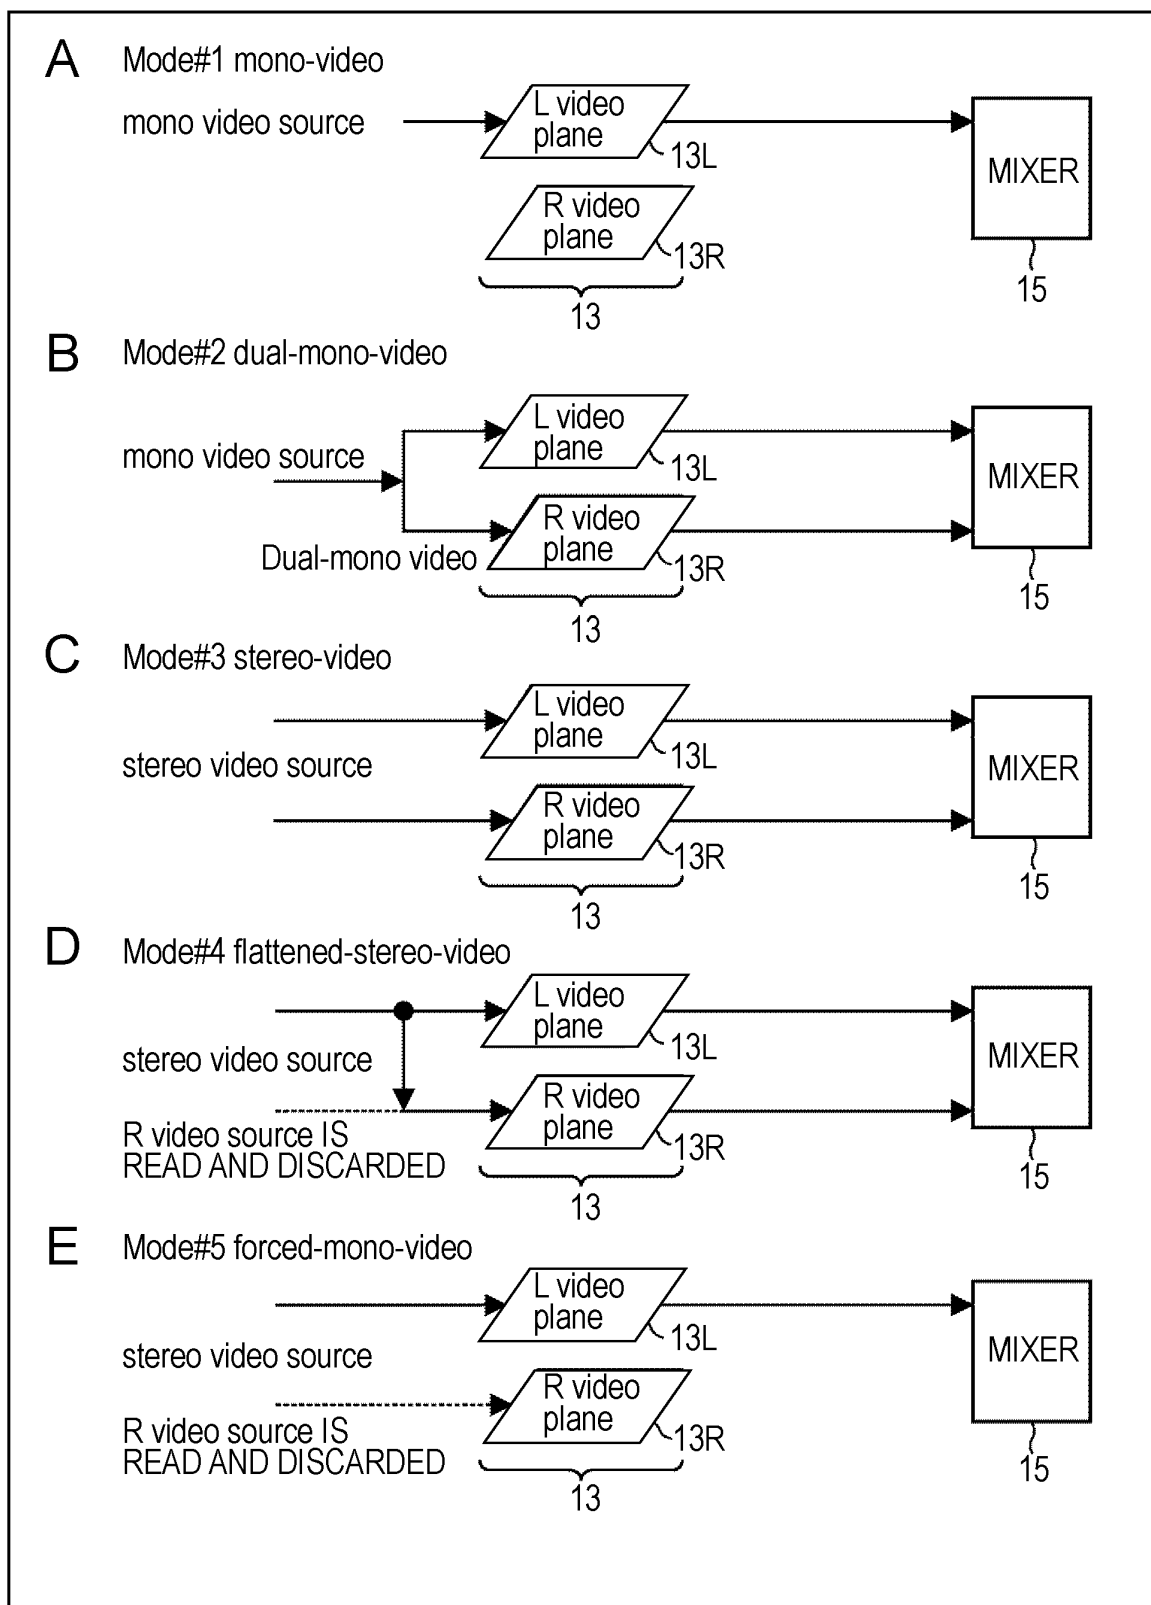 A Mode#1 mono-video
mono video source
L video
plane
13L
R video
plane
13R
13
MIXER
15
B Mode#2 dual-mono-video
mono video source
L video
plane
13L
Dual-mono video
R video
plane
13R
13
MIXER
15
C Mode#3 stereo-video
stereo video source
L video
plane
13L
R video
plane
13R
13
MIXER
15
D Mode#4 flattened-stereo-video
stereo video source
R video source IS
READ AND DISCARDED
L video
plane
13L
R video
plane
13R
13
MIXER
15
E Mode#5 forced-mono-video
stereo video source
R video source IS
READ AND DISCARDED
L video
plane
13L
R video
plane
13R
13
MIXER
15